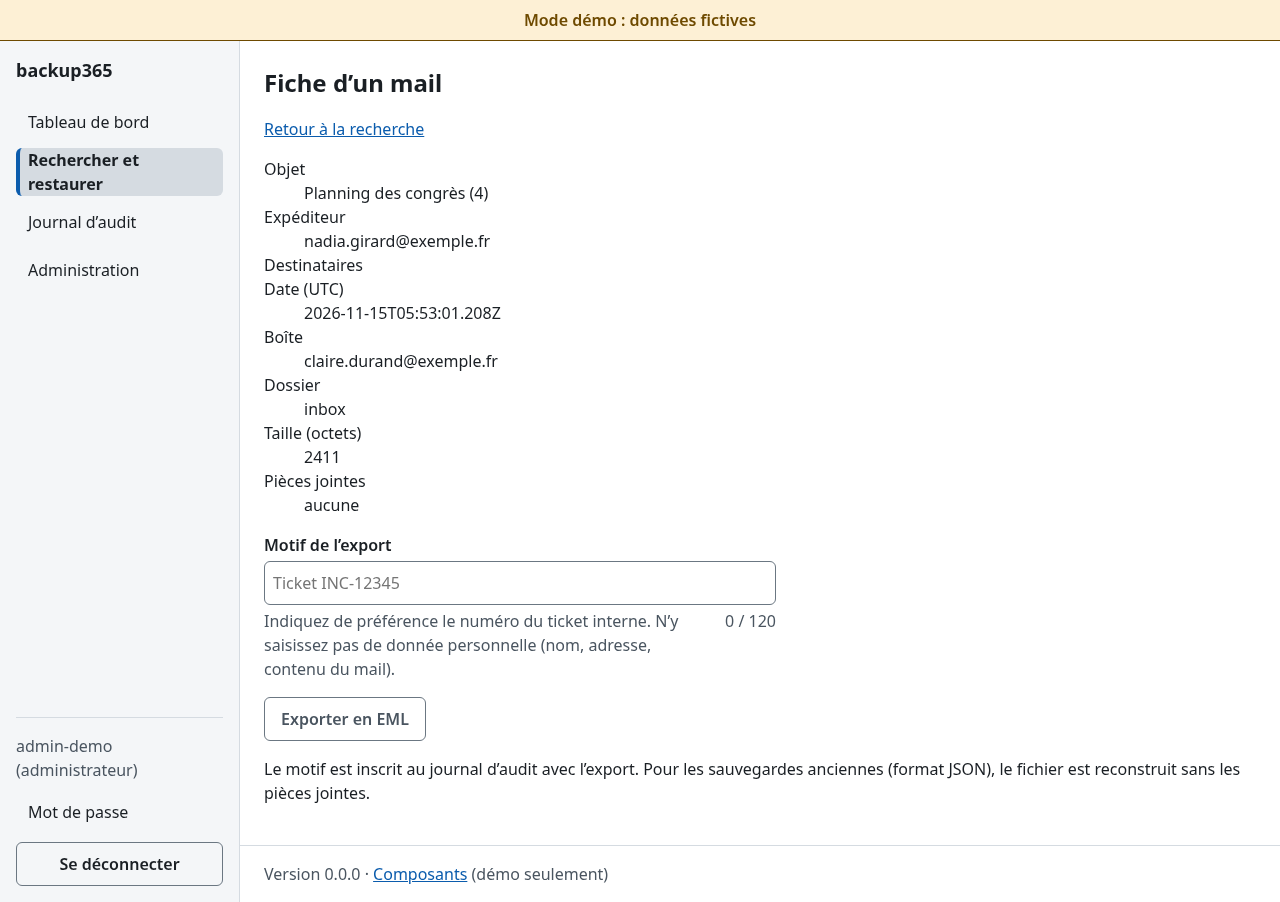 Mode démo : données fictives
backup365
Tableau de bord
Rechercher et
restaurer
Journal d’audit
Administration
admin-demo
(administrateur)
Mot de passe
Se déconnecter
Fiche d’un mail
Retour à la recherche
Objet
Planning des congrès (4)
Expéditeur
nadia.girard@exemple.fr
Destinataires
Date (UTC)
2026-11-15T05:53:01.208Z
Boîte
claire.durand@exemple.fr
Dossier
inbox
Taille (octets)
2411
Pièces jointes
aucune
Motif de l’export
Ticket INC-12345
Indiquez de préférence le numéro du ticket interne. N’y
saisissez pas de donnée personnelle (nom, adresse,
contenu du mail).
0 / 120
Exporter en EML
Le motif est inscrit au journal d’audit avec l’export. Pour les sauvegardes anciennes (format JSON), le fichier est reconstruit sans les
pièces jointes.
Version 0.0.0 · Composants (démo seulement)